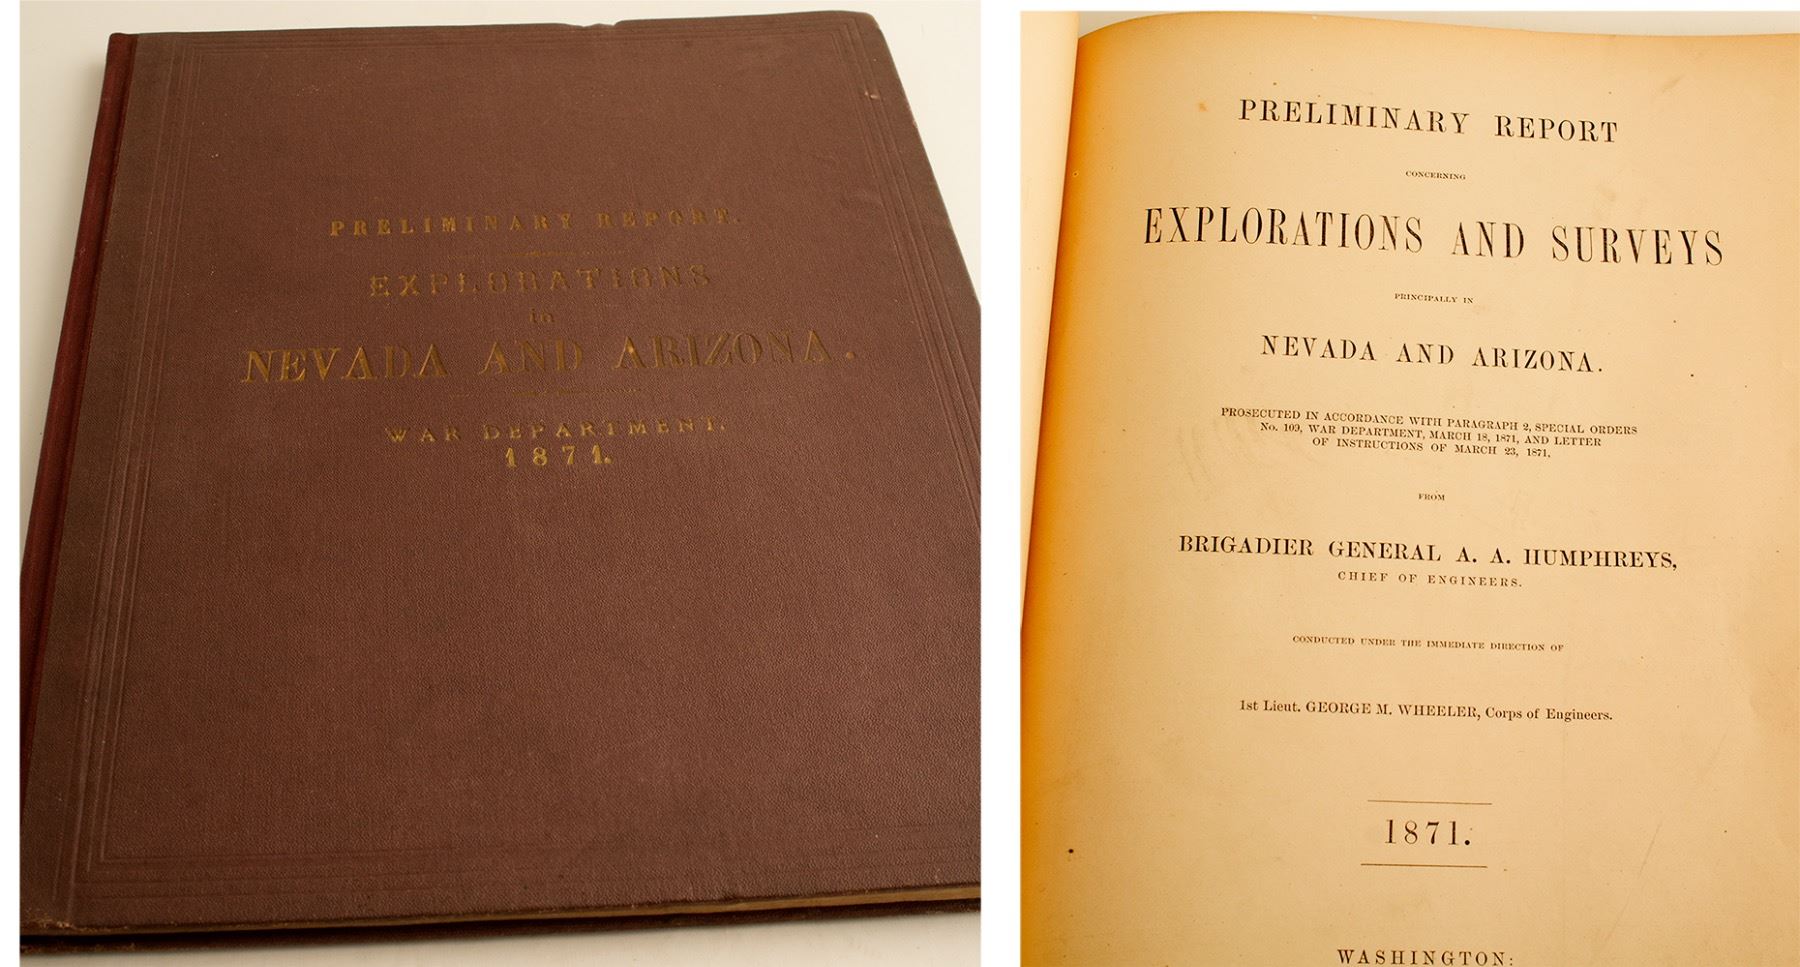 PRELIMINARY REPORT.
EXPLORATIONS
in
NEVADA AND ARIZONA.
WAR DEPARTMENT.
1871.
PRELIMINARY REPORT
CONCERNING
EXPLORATIONS AND SURVEYS
PRINCIPALLY IN
NEVADA AND ARIZONA.
PROSECUTED IN ACCORDANCE WITH PARAGRAPH 2, SPECIAL ORDERS
No. 109, WAR DEPARTMENT, MARCH 18, 1871, AND LETTER
OF INSTRUCTIONS OF MARCH 23, 1871,
FROM
BRIGADIER GENERAL A. A. HUMPHREYS,
CHIEF OF ENGINEERS.
CONDUCTED UNDER THE IMMEDIATE DIRECTION OF
1st Lieut. GEORGE M. WHEELER, Corps of Engineers.
1871.
WASHINGTON: